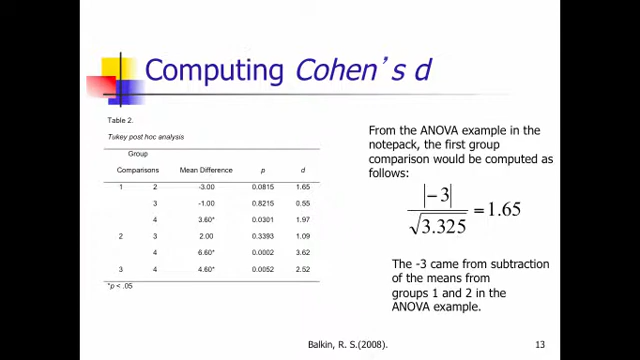 Computing Cohen's d
Table 2.
Tukey post hoc analysis
Group
Comparisons Mean Difference p d
1 2 -3.00 0.0815 1.65
3 -1.00 0.8215 0.55
4 3.60* 0.0301 1.97
2 3 2.00 0.3393 1.09
4 6.60* 0.0002 3.62
3 4 4.60* 0.0052 2.52
*p < .05
From the ANOVA example in the
notepack, the first group
comparison would be computed as
follows:
|−3| / √3.325 = 1.65
The -3 came from subtraction
of the means from
groups 1 and 2 in the
ANOVA example.
Balkin, R. S.(2008).
13